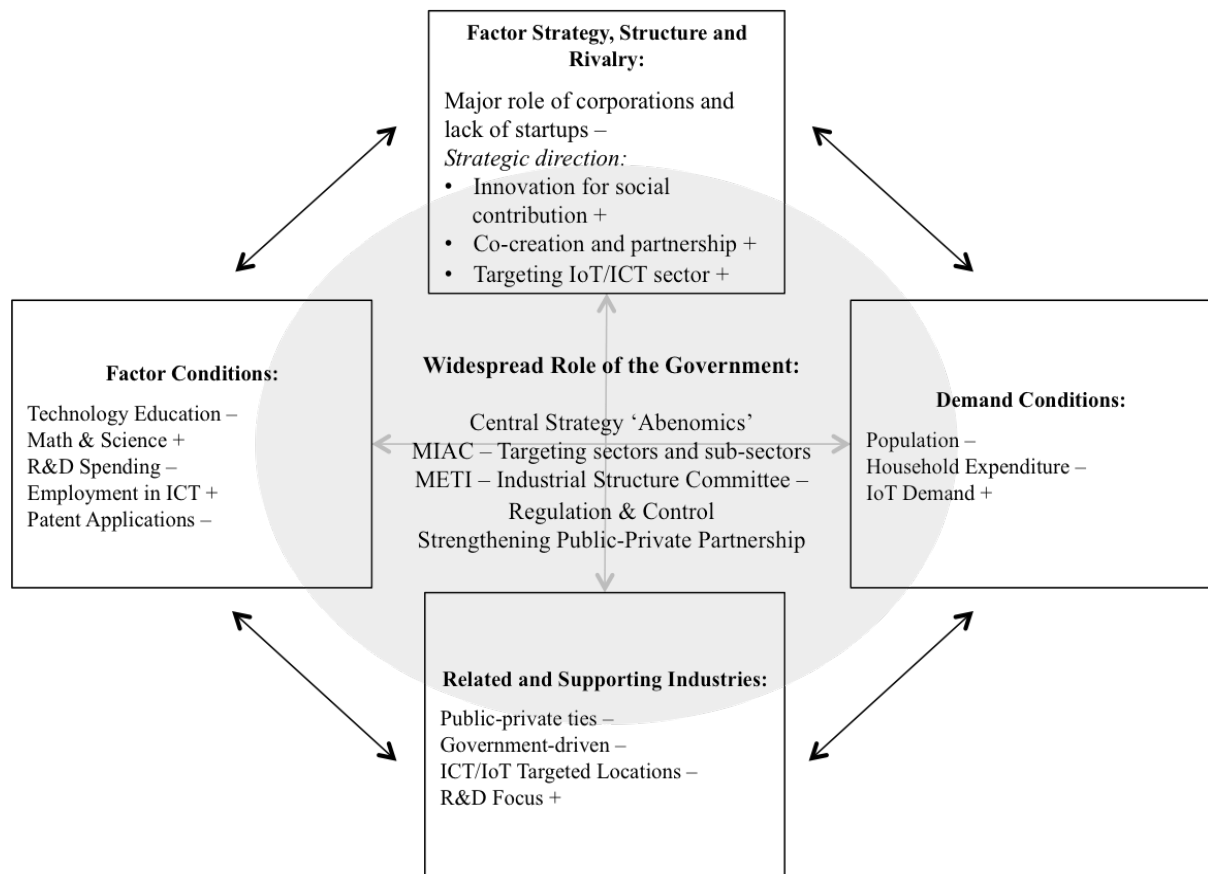 Factor Strategy, Structure and
Rivalry:
Major role of corporations and
lack of startups –
Strategic direction:
• Innovation for social
contribution +
• Co-creation and partnership +
• Targeting IoT/ICT sector +
Factor Conditions:
Technology Education –
Math & Science +
R&D Spending –
Employment in ICT +
Patent Applications –
Widespread Role of the Government:
Central Strategy ‘Abenomics’
MIAC – Targeting sectors and sub-sectors
METI – Industrial Structure Committee –
Regulation & Control
Strengthening Public-Private Partnership
Demand Conditions:
Population –
Household Expenditure –
IoT Demand +
Related and Supporting Industries:
Public-private ties –
Government-driven –
ICT/IoT Targeted Locations –
R&D Focus +